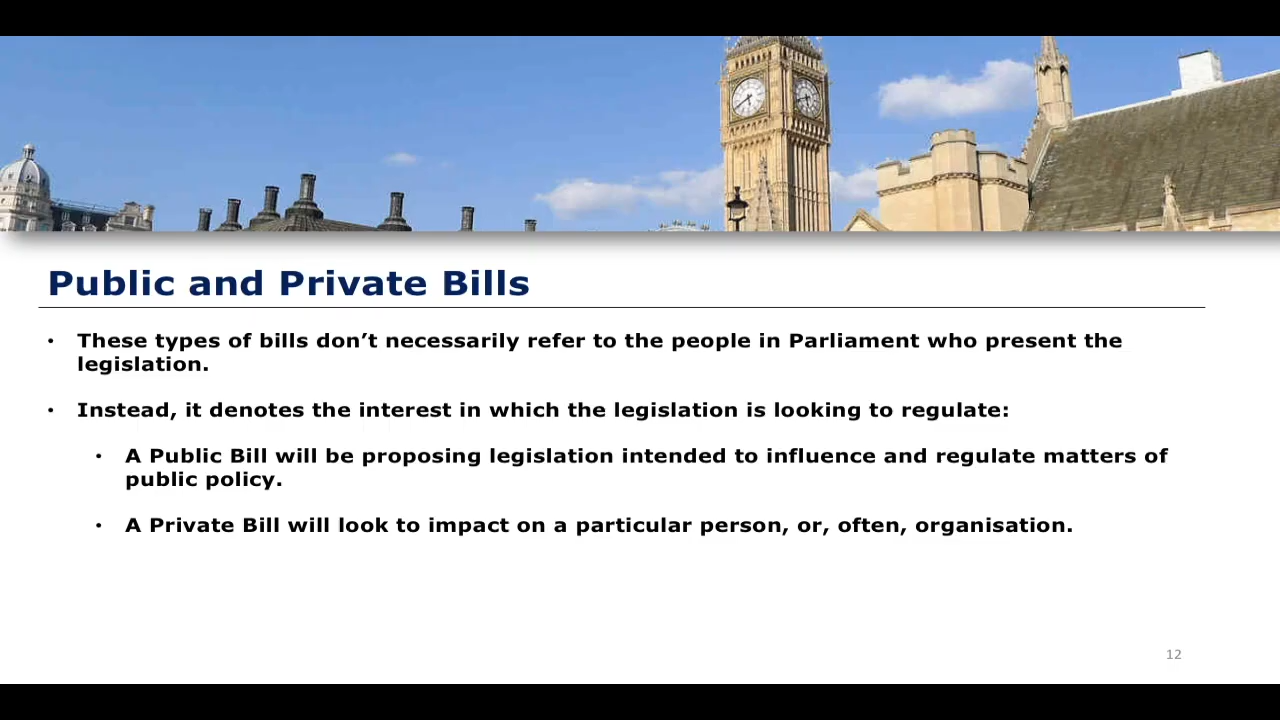 Public and Private Bills
• These types of bills don’t necessarily refer to the people in Parliament who present the
legislation.
• Instead, it denotes the interest in which the legislation is looking to regulate:
• A Public Bill will be proposing legislation intended to influence and regulate matters of
public policy.
• A Private Bill will look to impact on a particular person, or, often, organisation.
12